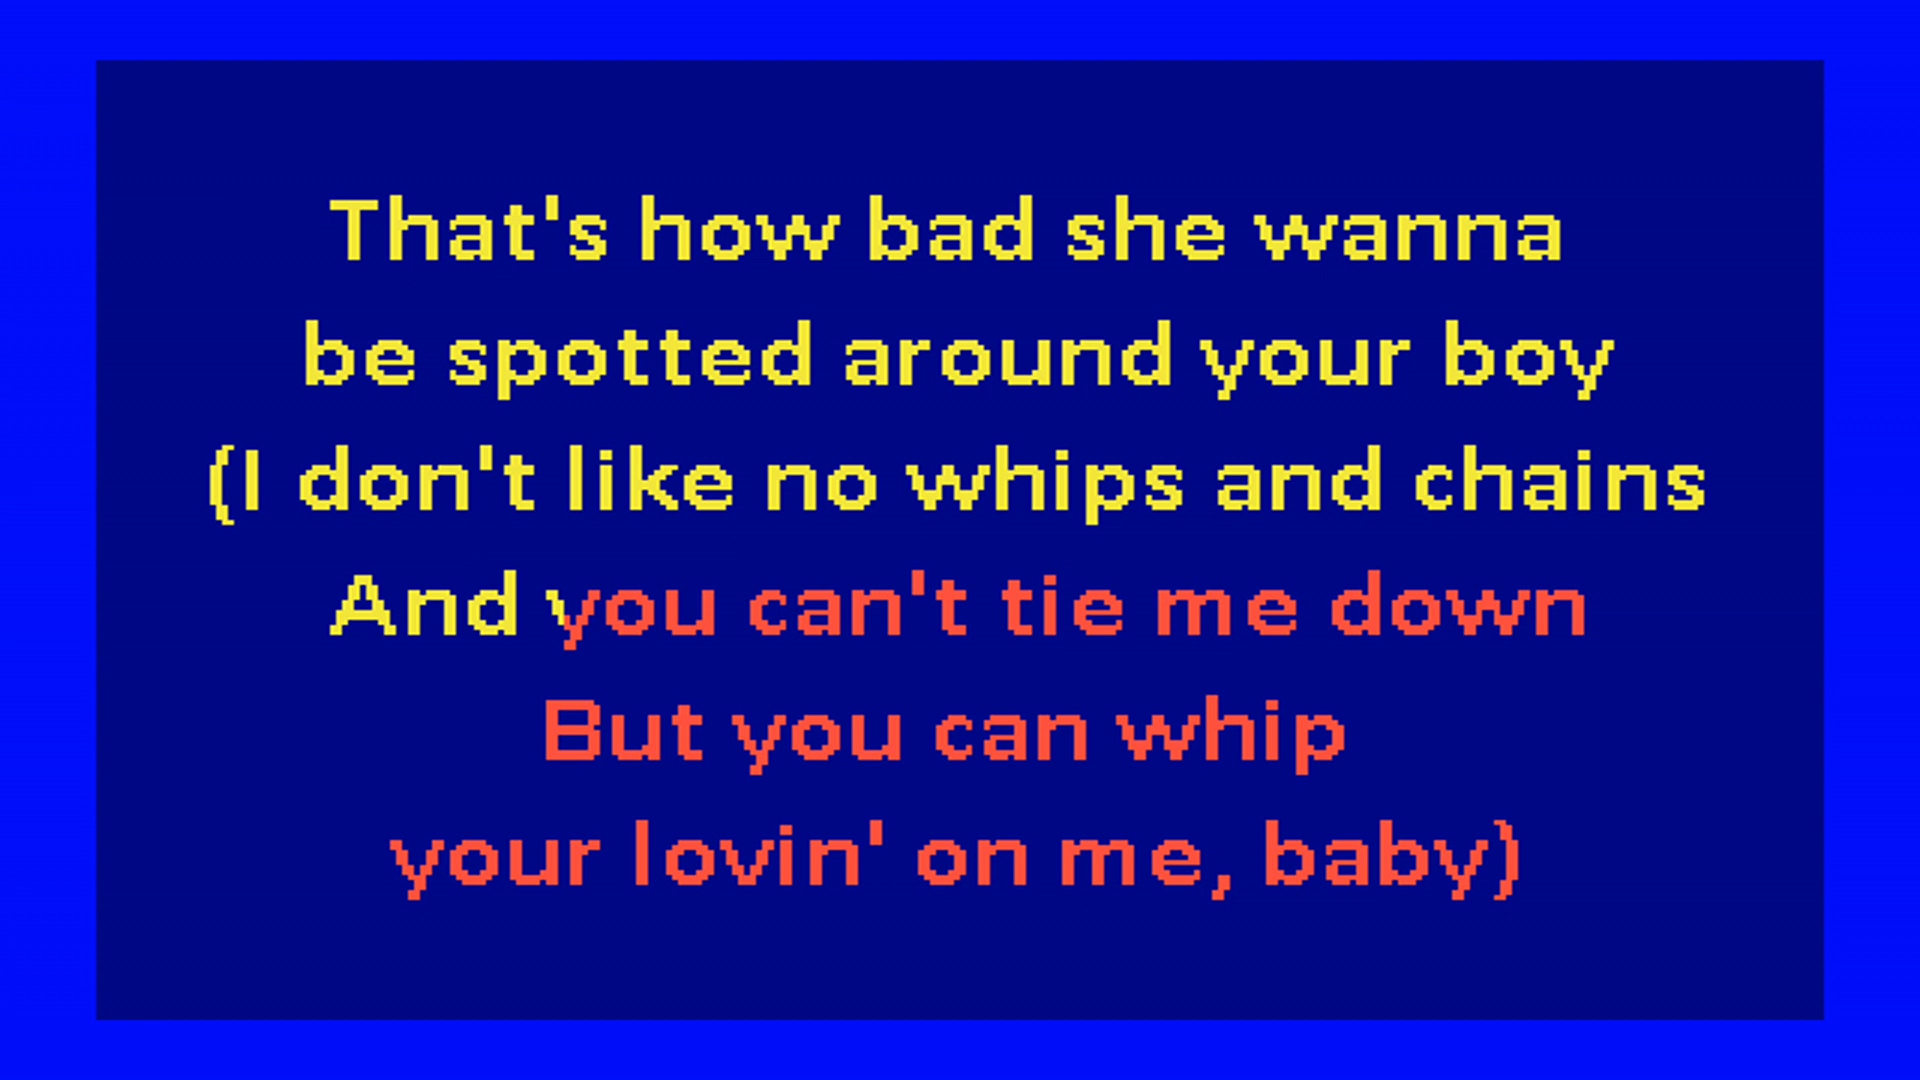 That's how bad she wanna
be spotted around your boy
(I don't like no whips and chains
And you can't tie me down
But you can whip
your lovin' on me, baby)